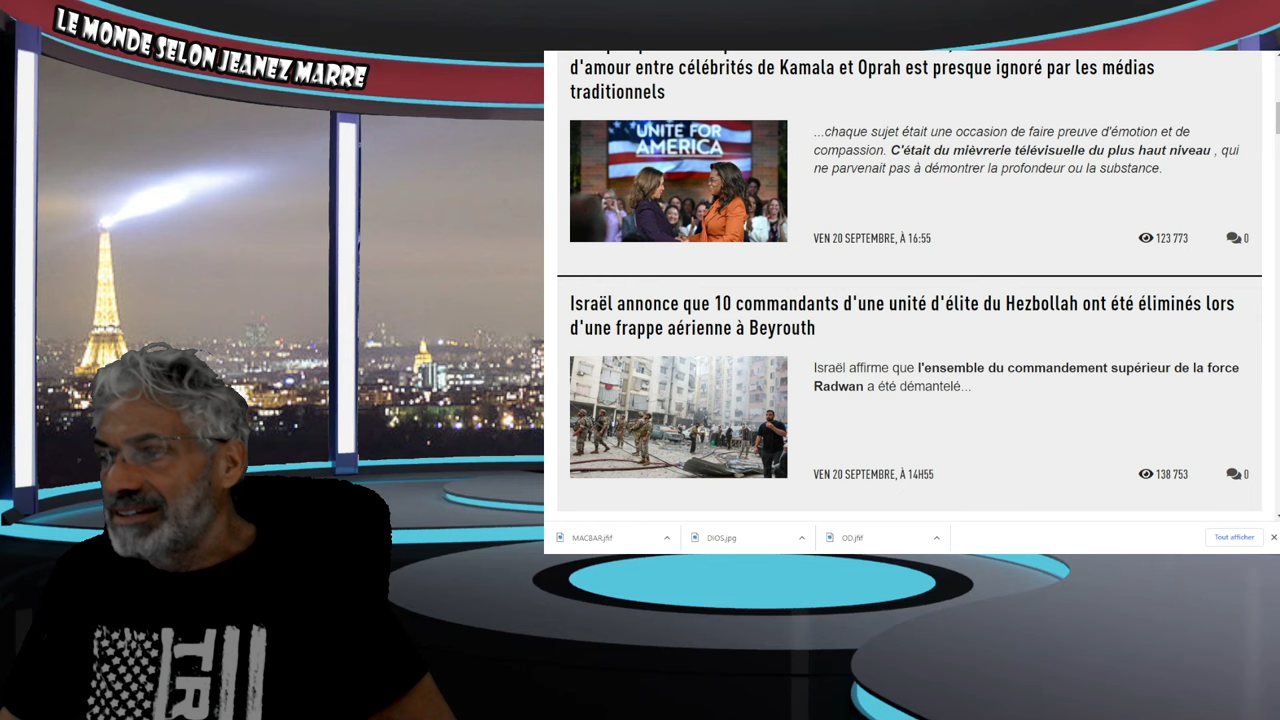 LE MONDE SELON JEANEZ MARRE
d'amour entre célébrités de Kamala et Oprah est presque ignoré par les médias
traditionnels
UNITE FOR
AMERICA
...chaque sujet était une occasion de faire preuve d'émotion et de
compassion. C'était du mièvrerie télévisuelle du plus haut niveau , qui
ne parvenait pas à démontrer la profondeur ou la substance.
VEN 20 SEPTEMBRE, À 16:55
123 773
0
Israël annonce que 10 commandants d'une unité d'élite du Hezbollah ont été éliminés lors
d'une frappe aérienne à Beyrouth
Israël affirme que l'ensemble du commandement supérieur de la force
Radwan a été démantelé...
VEN 20 SEPTEMBRE, À 14H55
138 753
0
MACBAR.jfif
DIOS.jpg
OD.jfif
Tout afficher
TR